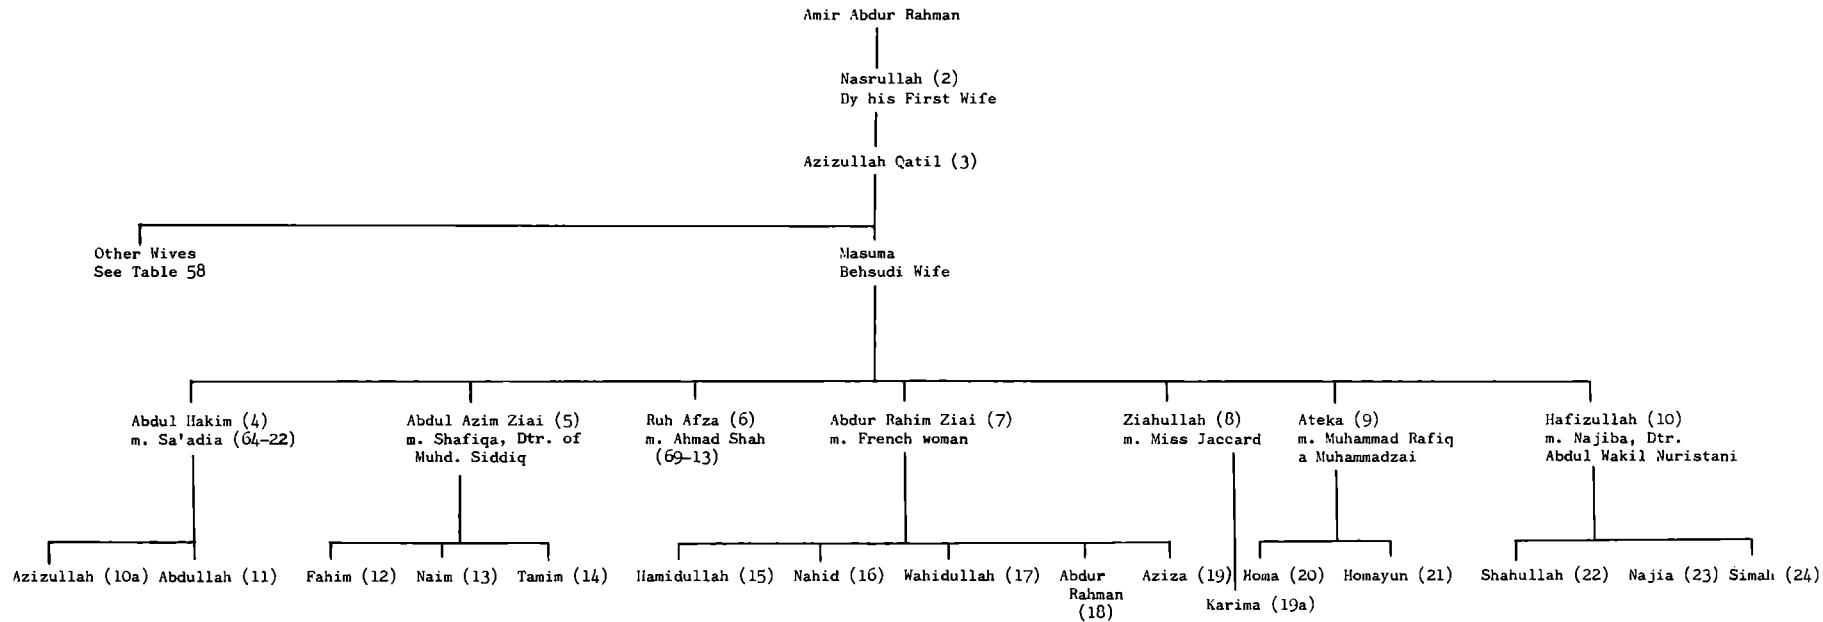 Amir Abdur Rahman
Nasrullah (2)
Dy his First Wife
Azizullah Qatil (3)
Other Wives
See Table 58
Masuma
Behsudi Wife
Abdul Hakim (4)
m. Sa'adia (64-22)
Abdul Azim Ziai (5)
m. Shafiqa, Dtr. of
Muhd. Siddiq
Ruh Afza (6)
m. Ahmad Shah
(69-13)
Abdur Rahim Ziai (7)
m. French woman
Ziahullah (8)
m. Miss Jaccard
Ateka (9)
m. Muhammad Rafiq
a Muhammadzai
Hafizullah (10)
m. Najiba, Dtr.
Abdul Wakil Nuristani
Azizullah (10a)
Abdullah (11)
Fahim (12)
Naim (13)
Tamim (14)
Hamidullah (15)
Nahid (16)
Wahidullah (17)
Abdur
Rahman
(18)
Aziza (19)
Karima (19a)
Homa (20)
Homayun (21)
Shahullah (22)
Najia (23)
Simah (24)